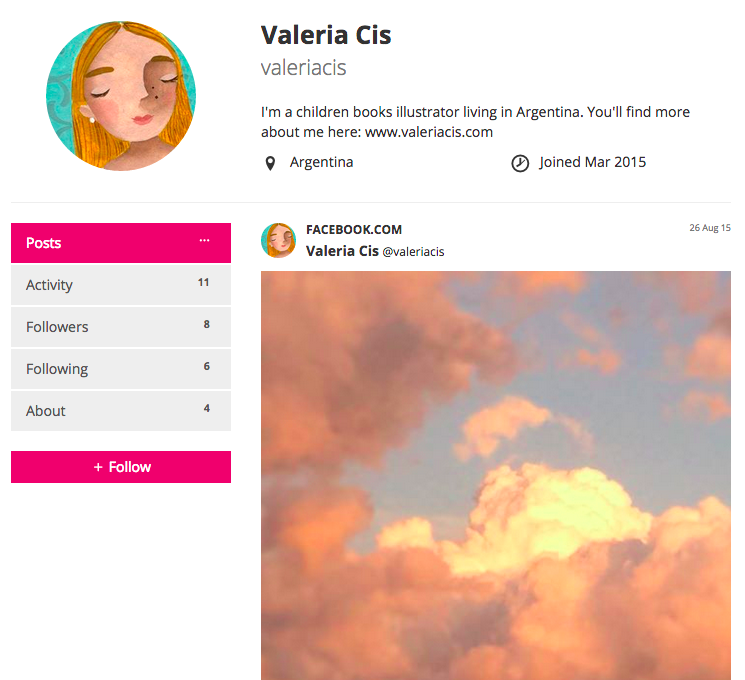 Valeria Cis
valeriacis
I'm a children books illustrator living in Argentina. You'll find more
about me here: www.valeriacis.com
Argentina
Joined Mar 2015
Posts ...
Activity 11
Followers 8
Following 6
About 4
+ Follow
FACEBOOK.COM
26 Aug 15
Valeria Cis @valeriacis